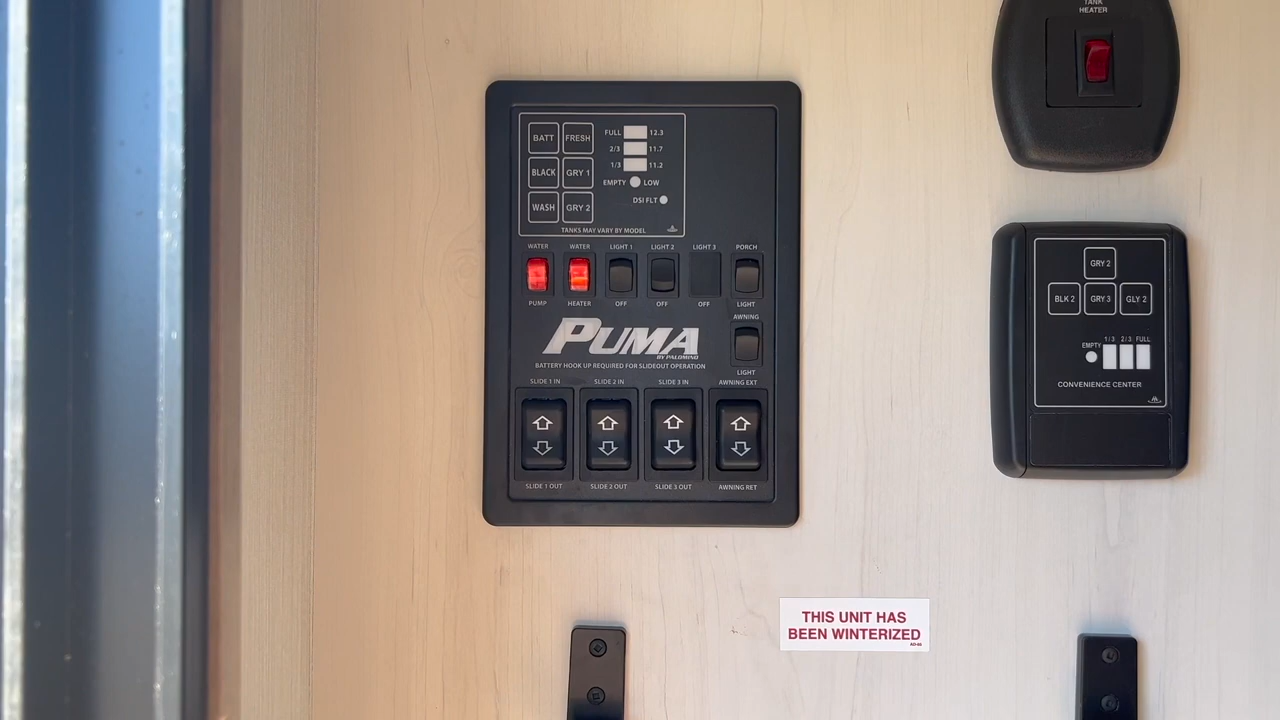 TANK
HEATER
BATT FRESH FULL 12.3
2/3 11.7
BLACK GRY 1 1/3 11.2
EMPTY LOW
WASH GRY 2 DSI FLT
TANKS MAY VARY BY MODEL
WATER WATER LIGHT 1 LIGHT 2 LIGHT 3 PORCH
PUMP HEATER OFF OFF OFF LIGHT
AWNING
PUMA
BY PALOMINO
BATTERY HOOK UP REQUIRED FOR SLIDEOUT OPERATION
LIGHT
SLIDE 1 IN SLIDE 2 IN SLIDE 3 IN AWNING EXT
SLIDE 1 OUT SLIDE 2 OUT SLIDE 3 OUT AWNING RET
GRY 2
BLK 2 GRY 3 GLY 2
EMPTY 1/3 2/3 FULL
CONVENIENCE CENTER
THIS UNIT HAS
BEEN WINTERIZED